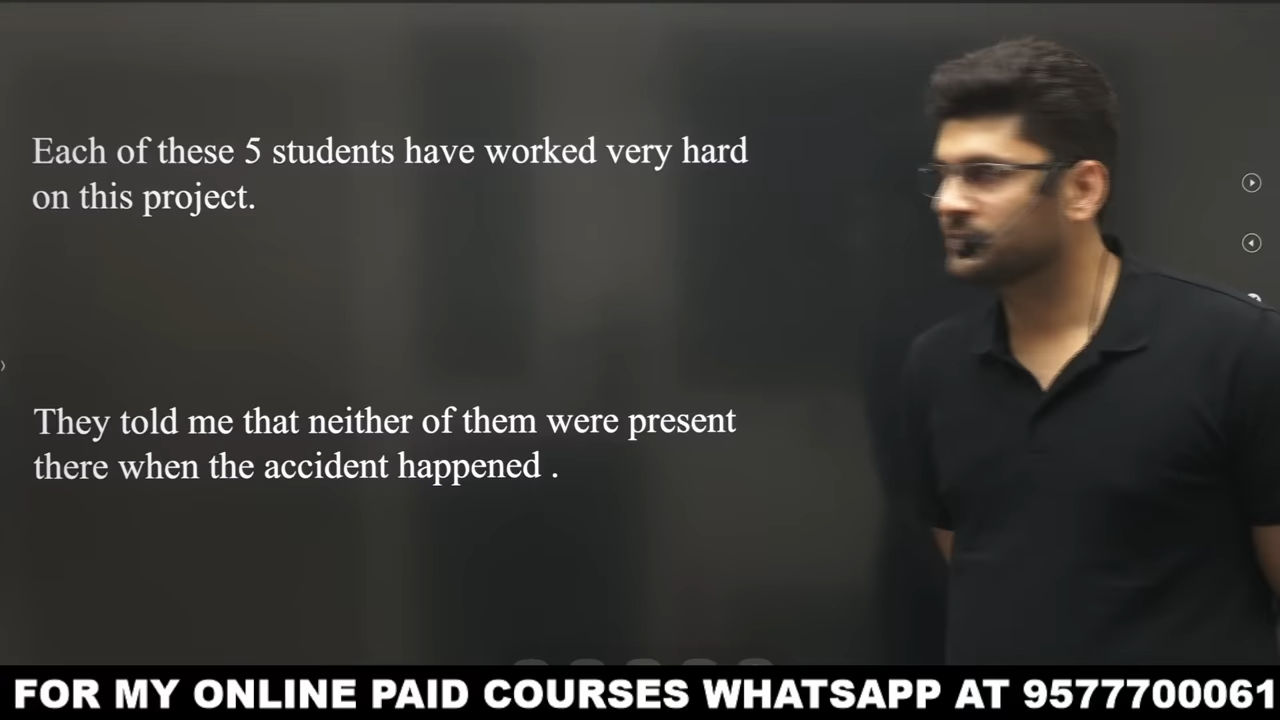 Each of these 5 students have worked very hard
on this project.
They told me that neither of them were present
there when the accident happened .
FOR MY ONLINE PAID COURSES WHATSAPP AT 9577700061